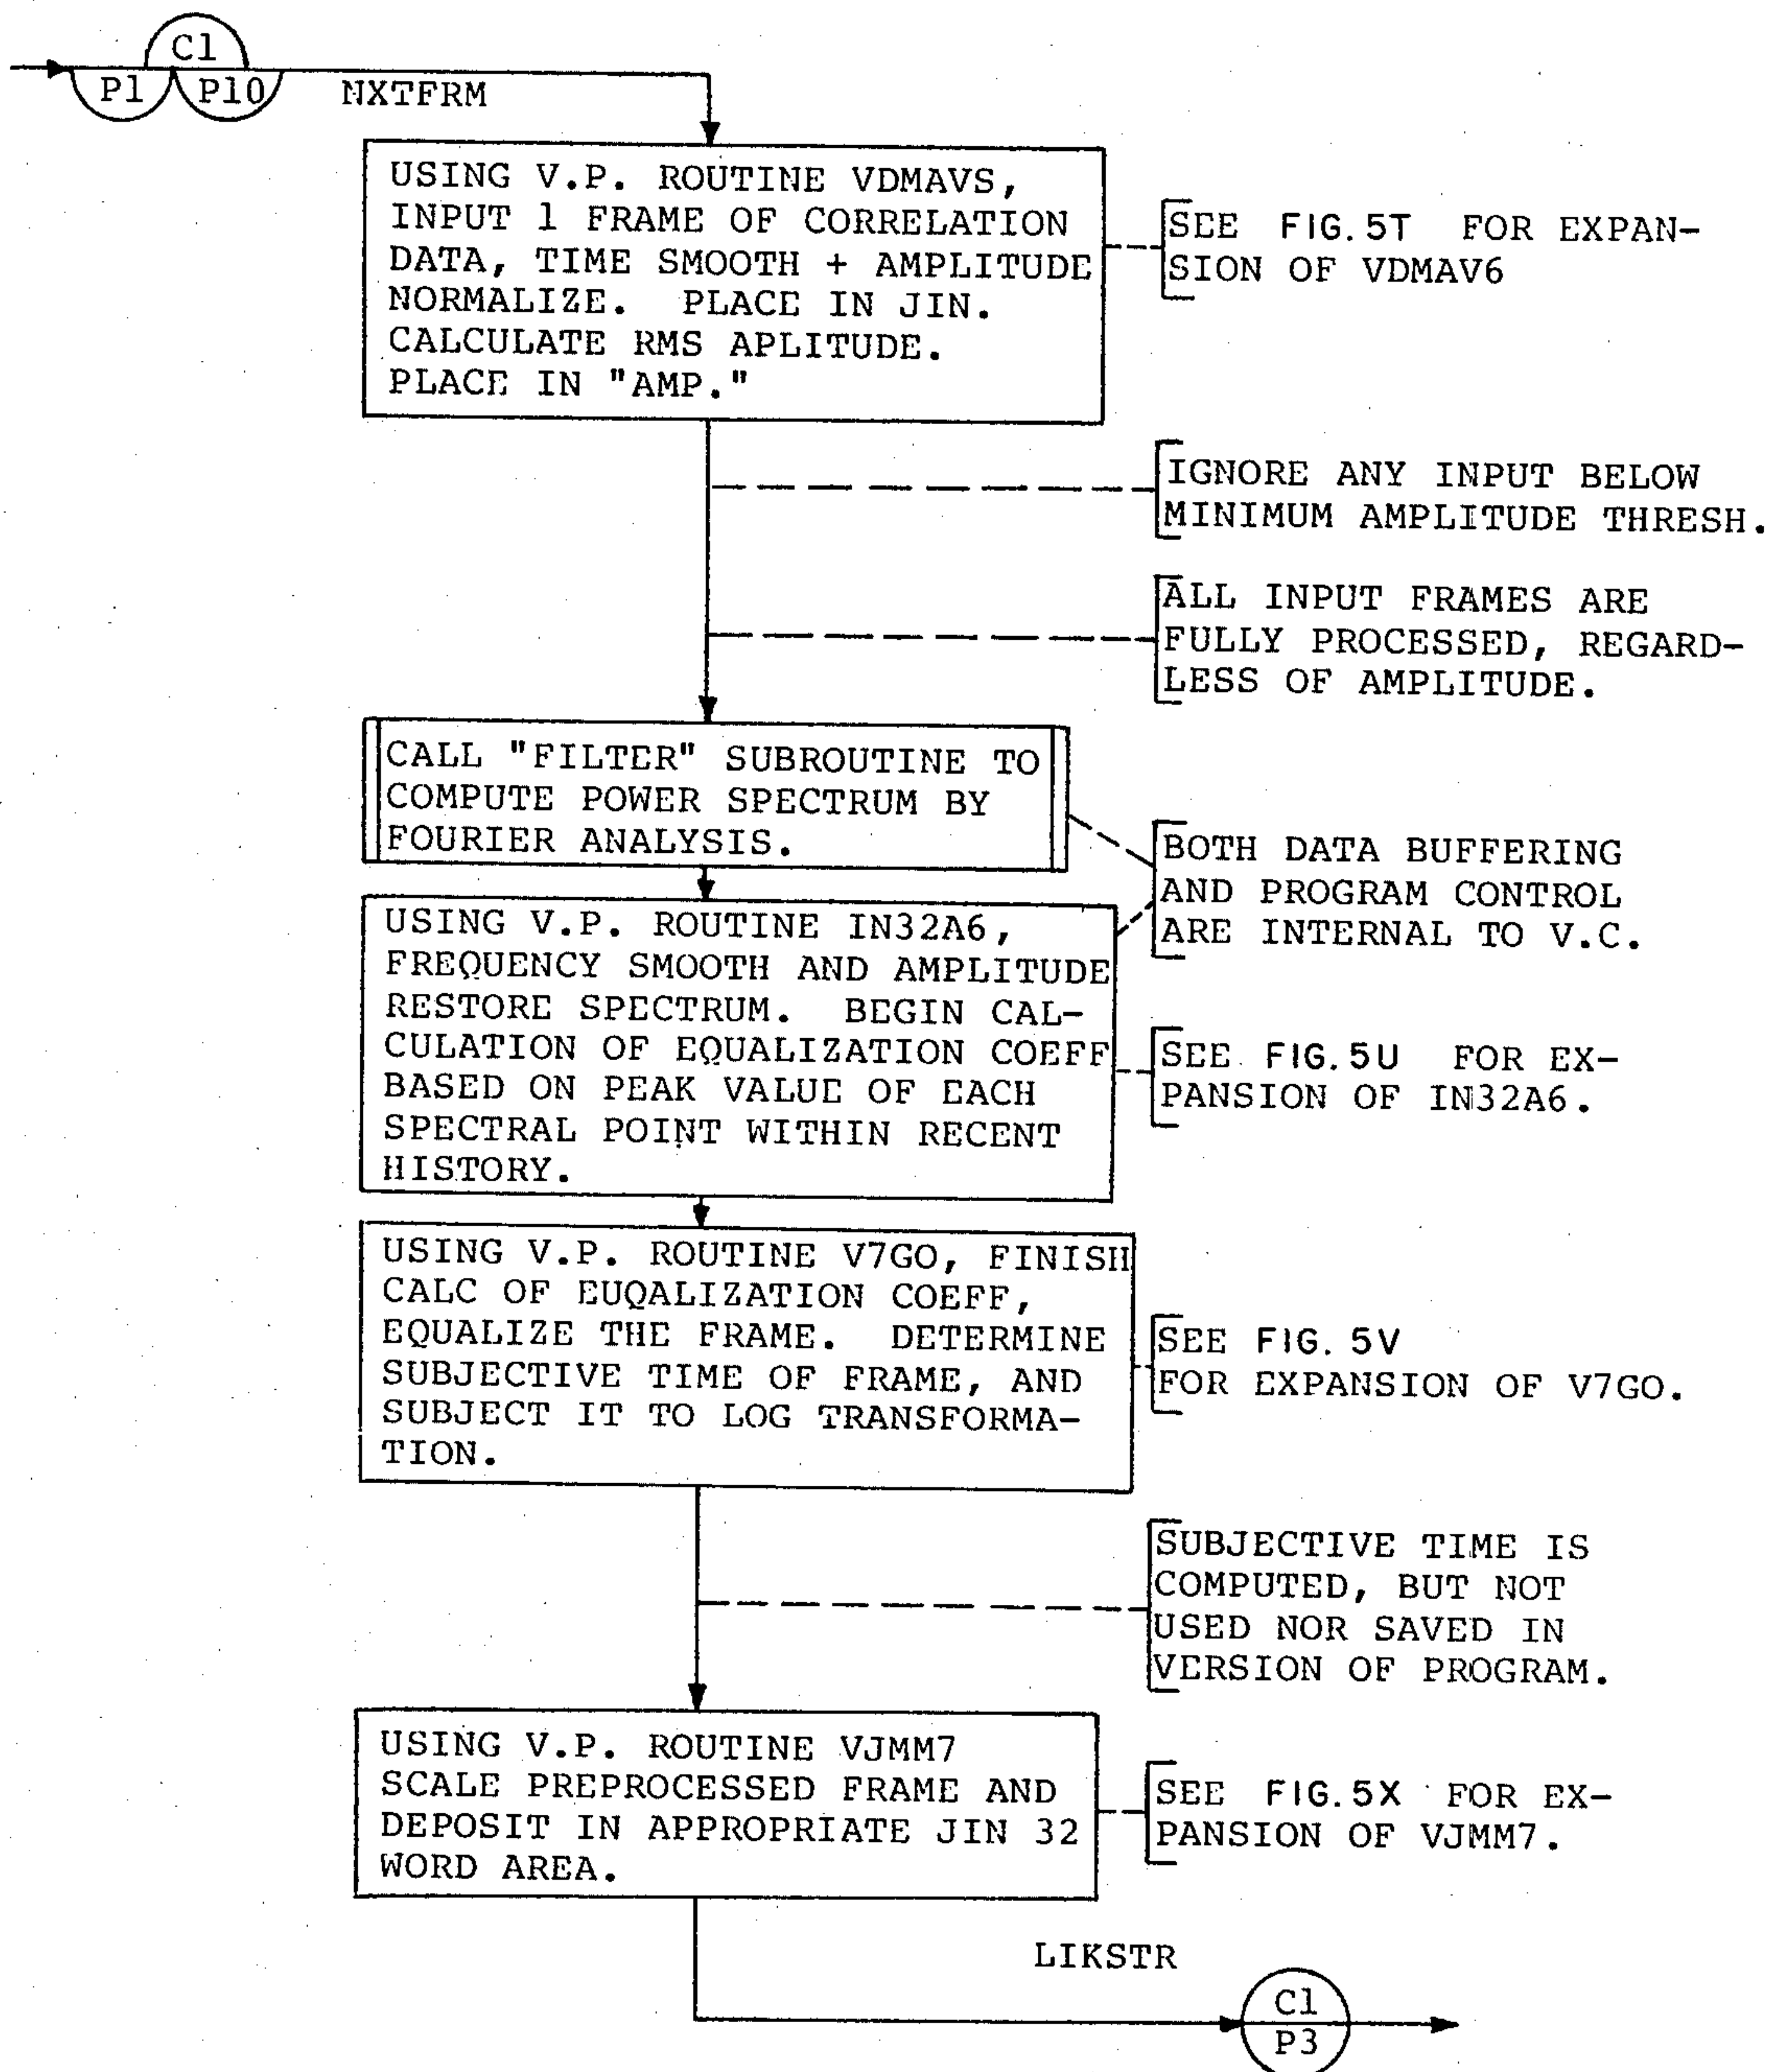 C1
P1 P10
NXTFRM
USING V.P. ROUTINE VDMAVS,
INPUT 1 FRAME OF CORRELATION
DATA, TIME SMOOTH + AMPLITUDE
NORMALIZE. PLACE IN JIN.
CALCULATE RMS APLITUDE.
PLACE IN "AMP."
SEE FIG. 5T FOR EXPAN-
SION OF VDMAV6
IGNORE ANY INPUT BELOW
MINIMUM AMPLITUDE THRESH.
ALL INPUT FRAMES ARE
FULLY PROCESSED, REGARD-
LESS OF AMPLITUDE.
CALL "FILTER" SUBROUTINE TO
COMPUTE POWER SPECTRUM BY
FOURIER ANALYSIS.
BOTH DATA BUFFERING
AND PROGRAM CONTROL
ARE INTERNAL TO V.C.
USING V.P. ROUTINE IN32A6,
FREQUENCY SMOOTH AND AMPLITUDE
RESTORE SPECTRUM. BEGIN CAL-
CULATION OF EQUALIZATION COEFF
BASED ON PEAK VALUE OF EACH
SPECTRAL POINT WITHIN RECENT
HISTORY.
SEE FIG. 5U FOR EX-
PANSION OF IN32A6.
USING V.P. ROUTINE V7GO, FINISH
CALC OF EUQALIZATION COEFF,
EQUALIZE THE FRAME. DETERMINE
SUBJECTIVE TIME OF FRAME, AND
SUBJECT IT TO LOG TRANSFORMA-
TION.
SEE FIG. 5V
FOR EXPANSION OF V7GO.
SUBJECTIVE TIME IS
COMPUTED, BUT NOT
USED NOR SAVED IN
VERSION OF PROGRAM.
USING V.P. ROUTINE VJMM7
SCALE PREPROCESSED FRAME AND
DEPOSIT IN APPROPRIATE JIN 32
WORD AREA.
SEE FIG. 5X FOR EX-
PANSION OF VJMM7.
LIKSTR
C1
P3